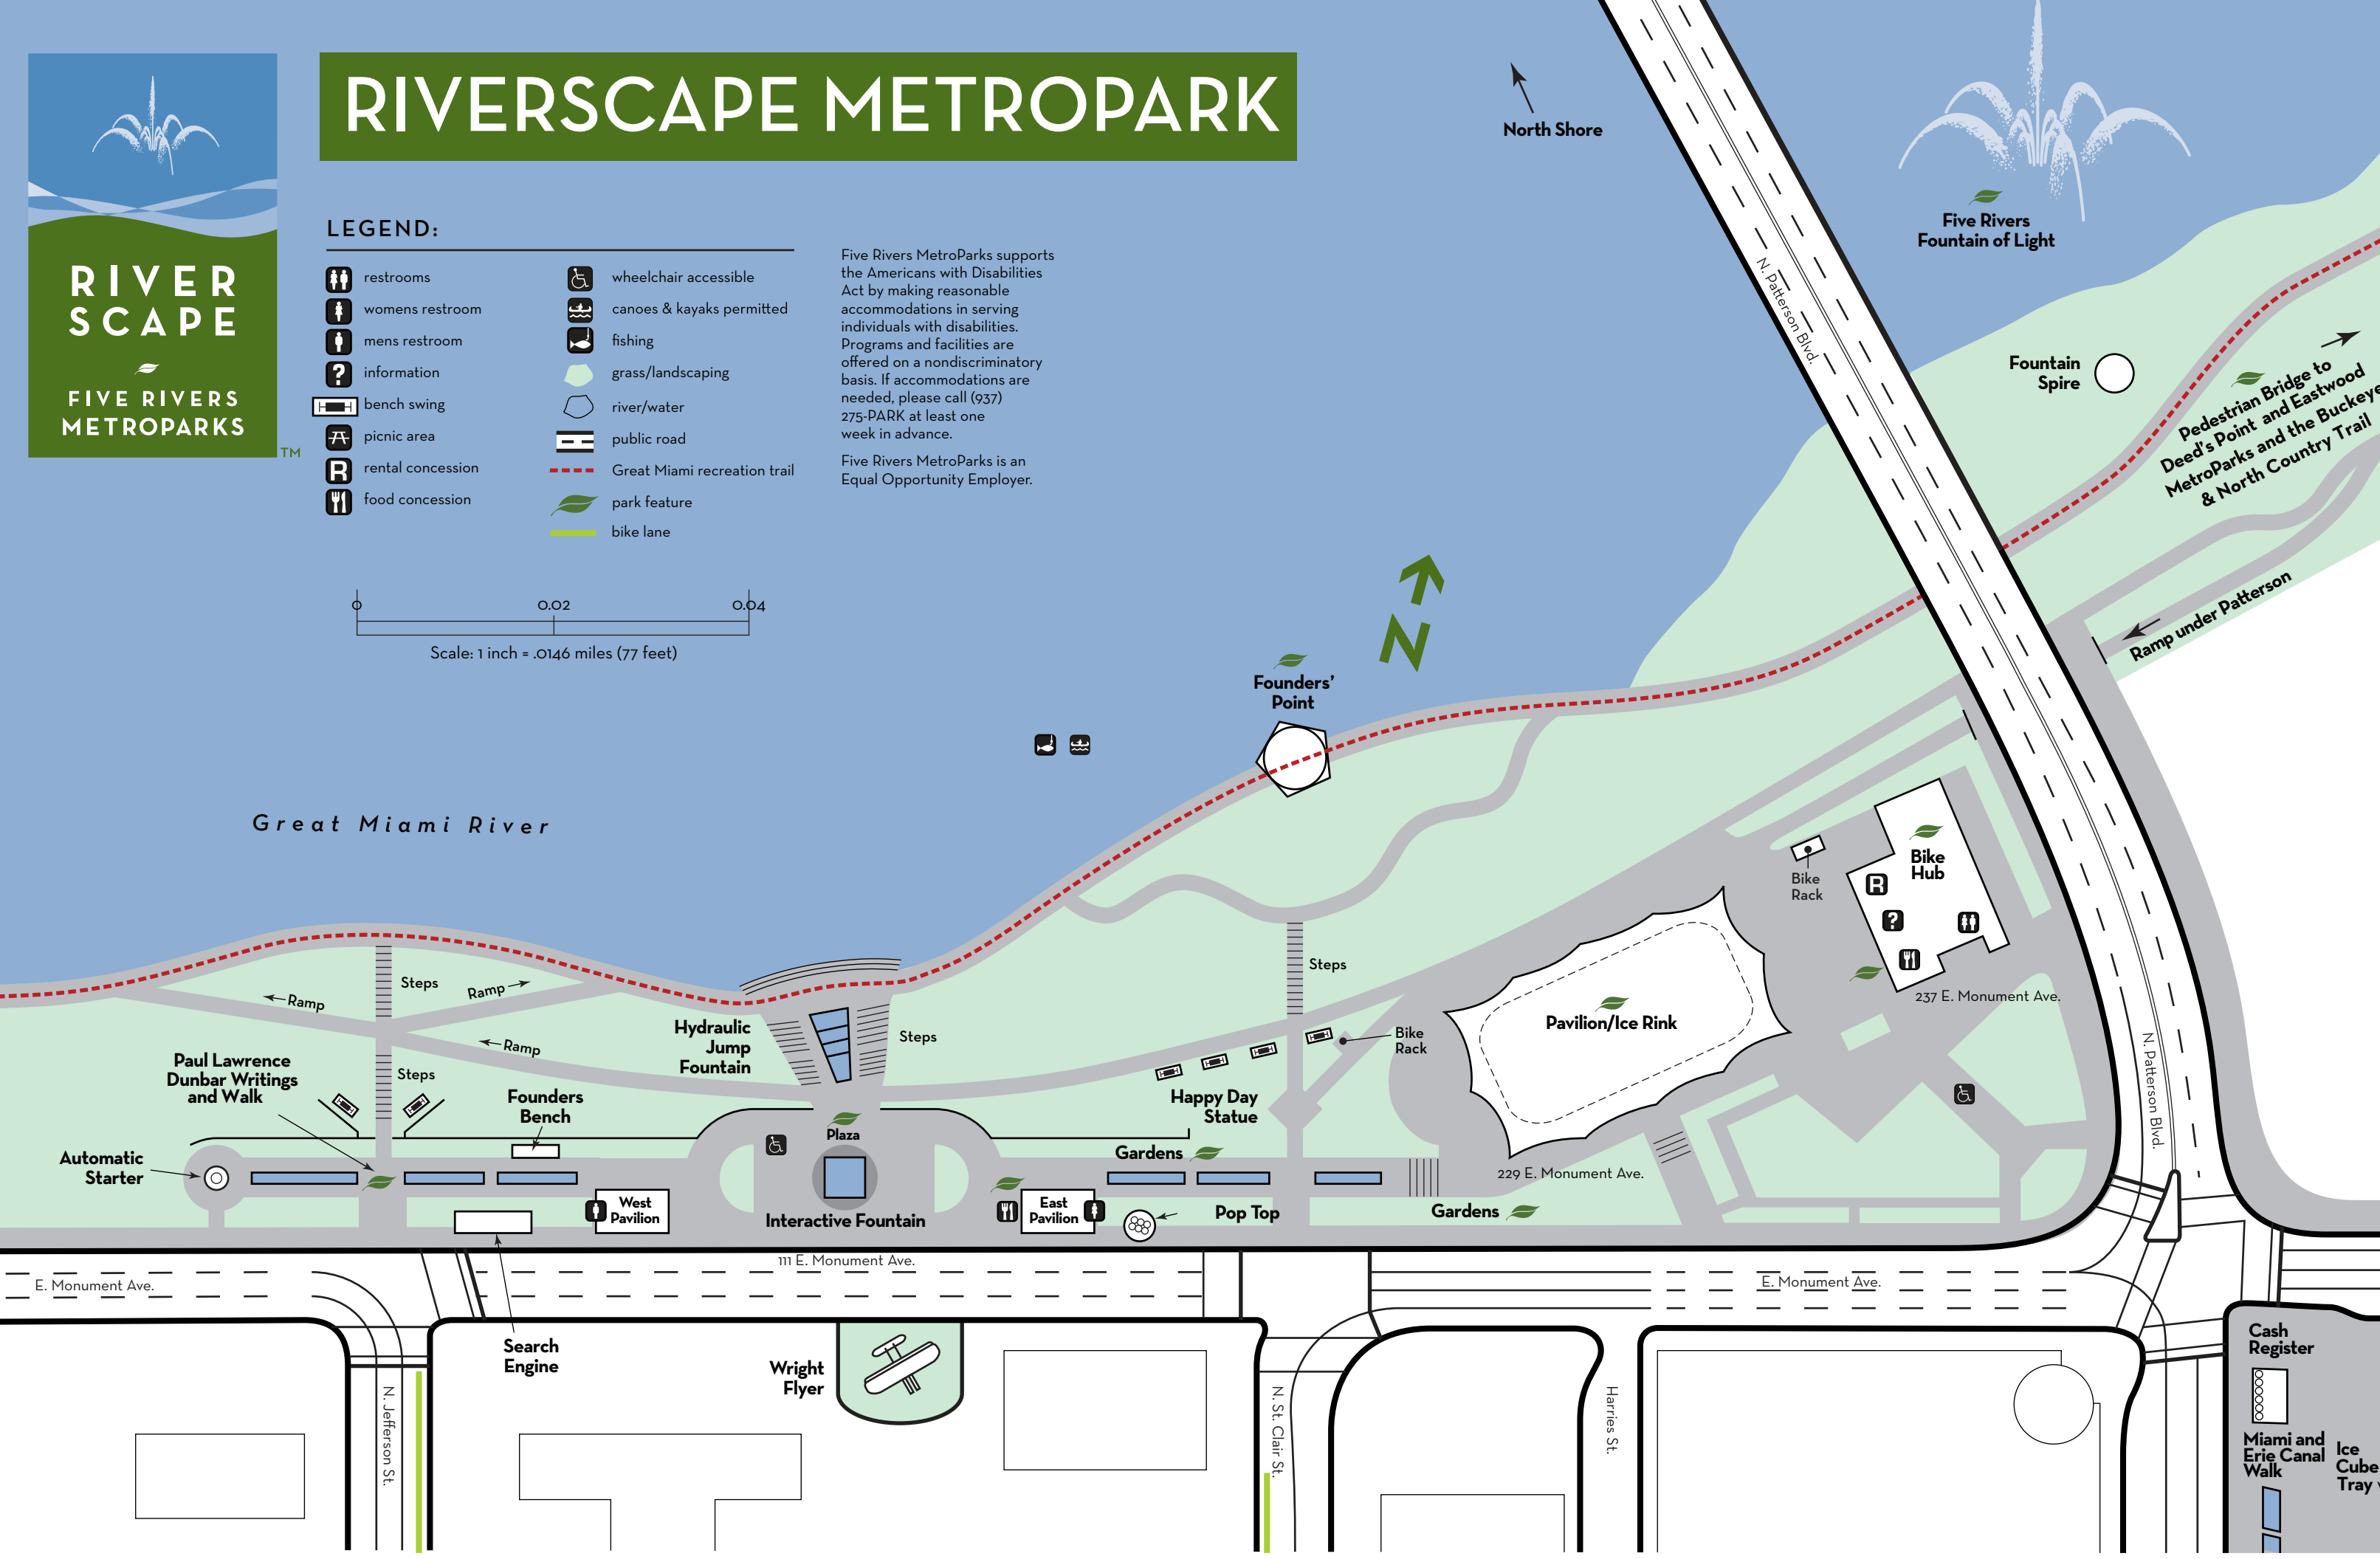 RIVERSCAPE METROPARK
RIVER
SCAPE
FIVE RIVERS
METROPARKS
TM
LEGEND:
restrooms
womens restroom
mens restroom
? information
bench swing
picnic area
R rental concession
food concession
wheelchair accessible
canoes & kayaks permitted
fishing
grass/landscaping
river/water
public road
Great Miami recreation trail
park feature
bike lane
Five Rivers MetroParks supports
the Americans with Disabilities
Act by making reasonable
accommodations in serving
individuals with disabilities.
Programs and facilities are
offered on a nondiscriminatory
basis. If accommodations are
needed, please call (937)
275-PARK at least one
week in advance.
Five Rivers MetroParks is an
Equal Opportunity Employer.
0 0.02 0.04
Scale: 1 inch = .0146 miles (77 feet)
North Shore
N. Patterson Blvd.
Five Rivers
Fountain of Light
Fountain
Spire
Pedestrian Bridge to
Deed's Point and Eastwood
MetroParks and the Buckeye
& North Country Trail
Ramp under Patterson
N
Founders'
Point
Great Miami River
Bike
Hub
R
?
Bike
Rack
237 E. Monument Ave.
Pavilion/Ice Rink
Steps
Bike
Rack
Steps
Ramp
Ramp
Ramp
Steps
Hydraulic
Jump
Fountain
Steps
Paul Lawrence
Dunbar Writings
and Walk
Founders
Bench
Happy Day
Statue
Plaza
Gardens
Automatic
Starter
West
Pavilion
Interactive Fountain
East
Pavilion
Pop Top
229 E. Monument Ave.
Gardens
N. Patterson Blvd.
111 E. Monument Ave.
E. Monument Ave.
E. Monument Ave.
Search
Engine
Wright
Flyer
N. Jefferson St.
N. St. Clair St.
Harries St.
Cash
Register
Miami and
Erie Canal
Walk
Ice
Cube
Tray